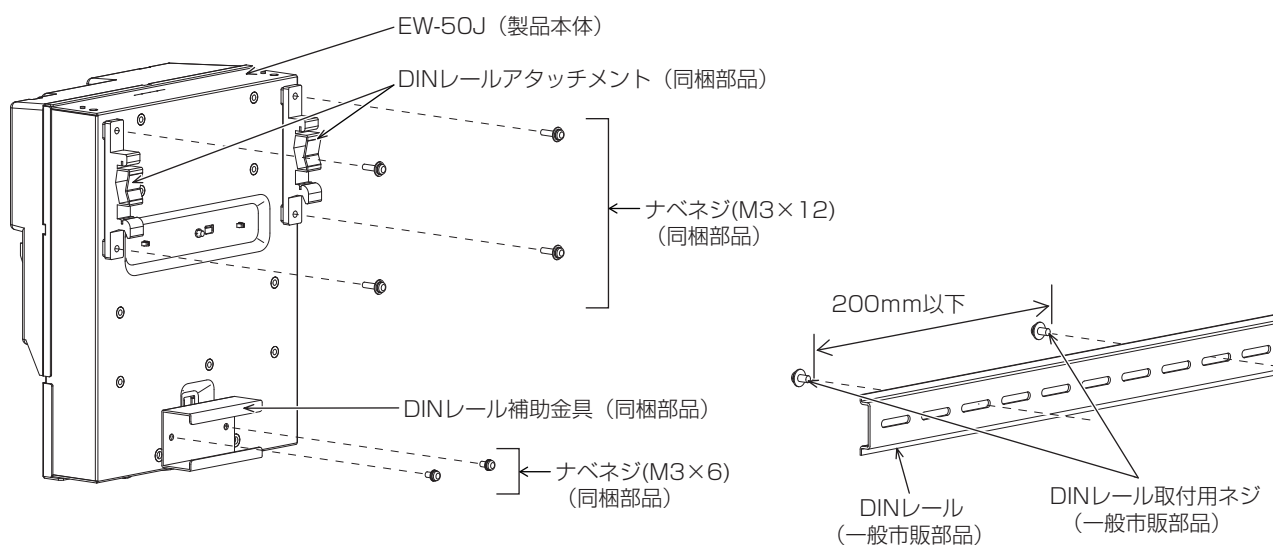 EW-50J（製品本体）
DINレールアタッチメント（同梱部品）
ナベネジ(M3×12)
（同梱部品）
DINレール補助金具（同梱部品）
ナベネジ(M3×6)
（同梱部品）
200mm以下
DINレール
（一般市販部品）
DINレール取付用ネジ
（一般市販部品）